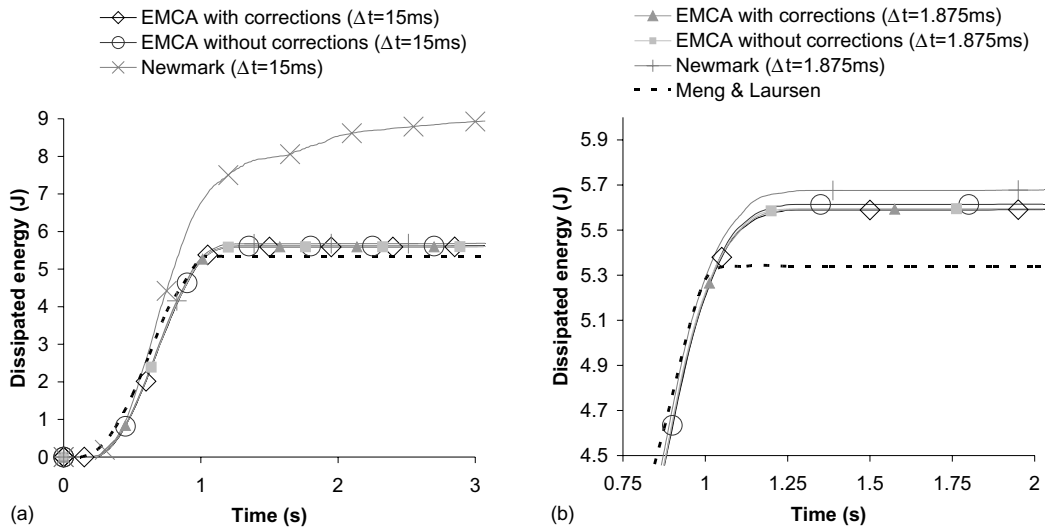 EMCA with corrections (Δt=15ms)
EMCA without corrections (Δt=15ms)
Newmark (Δt=15ms)
EMCA with corrections (Δt=1.875ms)
EMCA without corrections (Δt=1.875ms)
Newmark (Δt=1.875ms)
Meng & Laursen
Dissipated energy (J)
9
8
7
6
5
4
3
2
1
0
0
1
2
3
Time (s)
(a)
Dissipated energy (J)
5.9
5.7
5.5
5.3
5.1
4.9
4.7
4.5
0.75
1
1.25
1.5
1.75
2
Time (s)
(b)